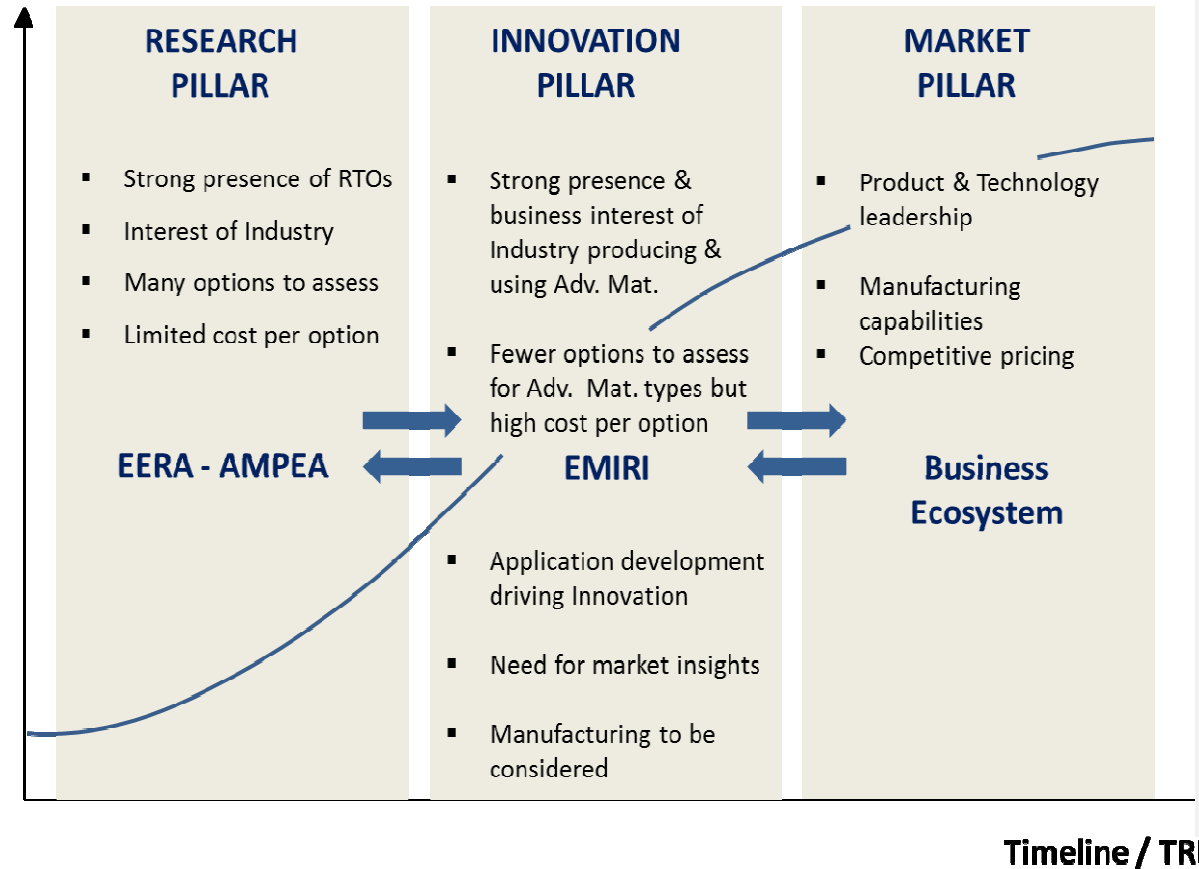 RESEARCH
PILLAR
Strong presence of RTOs
Interest of Industry
Many options to assess
Limited cost per option
EERA - AMPEA
INNOVATION
PILLAR
Strong presence &
business interest of
Industry producing &
using Adv. Mat.
Fewer options to assess
for Adv. Mat. types but
high cost per option
EMIRI
Application development
driving Innovation
Need for market insights
Manufacturing to be
considered
MARKET
PILLAR
Product & Technology
leadership
Manufacturing
capabilities
Competitive pricing
Business
Ecosystem
Timeline /